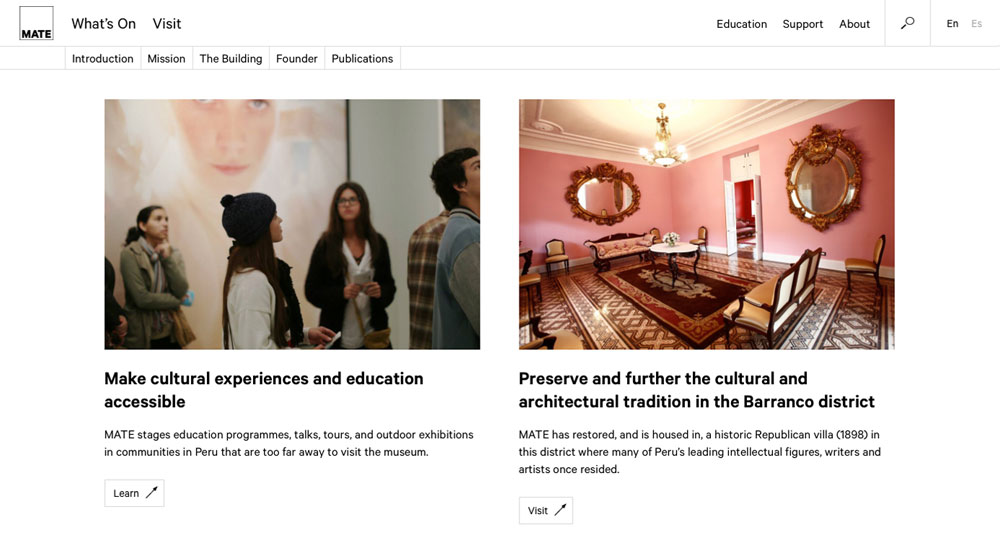 MATE
What's On
Visit
Education
Support
About
En
Es
Introduction
Mission
The Building
Founder
Publications
Make cultural experiences and education
accessible
MATE stages education programmes, talks, tours, and outdoor exhibitions
in communities in Peru that are too far away to visit the museum.
Learn
Preserve and further the cultural and
architectural tradition in the Barranco district
MATE has restored, and is housed in, a historic Republican villa (1898) in
this district where many of Peru's leading intellectual figures, writers and
artists once resided.
Visit